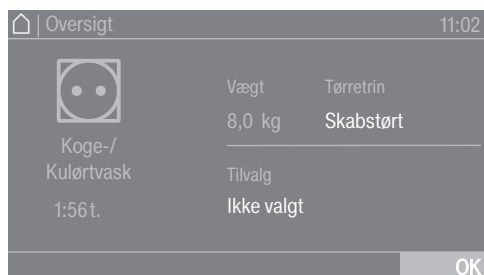 Oversigt 11:02
Koge-/
Kulørtvask
1:56 t.
Vægt Tørretrin
8,0 kg Skabstørt
Tilvalg
Ikke valgt
OK